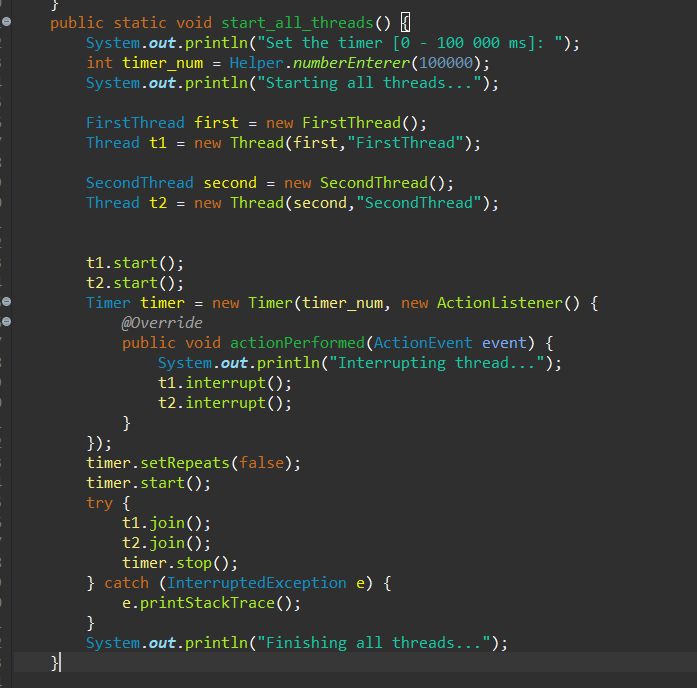 }
public static void start_all_threads() {
System.out.println("Set the timer [0 - 100 000 ms]: ");
int timer_num = Helper.numberEnterer(100000);
System.out.println("Starting all threads...");
FirstThread first = new FirstThread();
Thread t1 = new Thread(first,"FirstThread");
SecondThread second = new SecondThread();
Thread t2 = new Thread(second,"SecondThread");
t1.start();
t2.start();
Timer timer = new Timer(timer_num, new ActionListener() {
@Override
public void actionPerformed(ActionEvent event) {
System.out.println("Interrupting thread...");
t1.interrupt();
t2.interrupt();
}
});
timer.setRepeats(false);
timer.start();
try {
t1.join();
t2.join();
timer.stop();
} catch (InterruptedException e) {
e.printStackTrace();
}
System.out.println("Finishing all threads...");
}